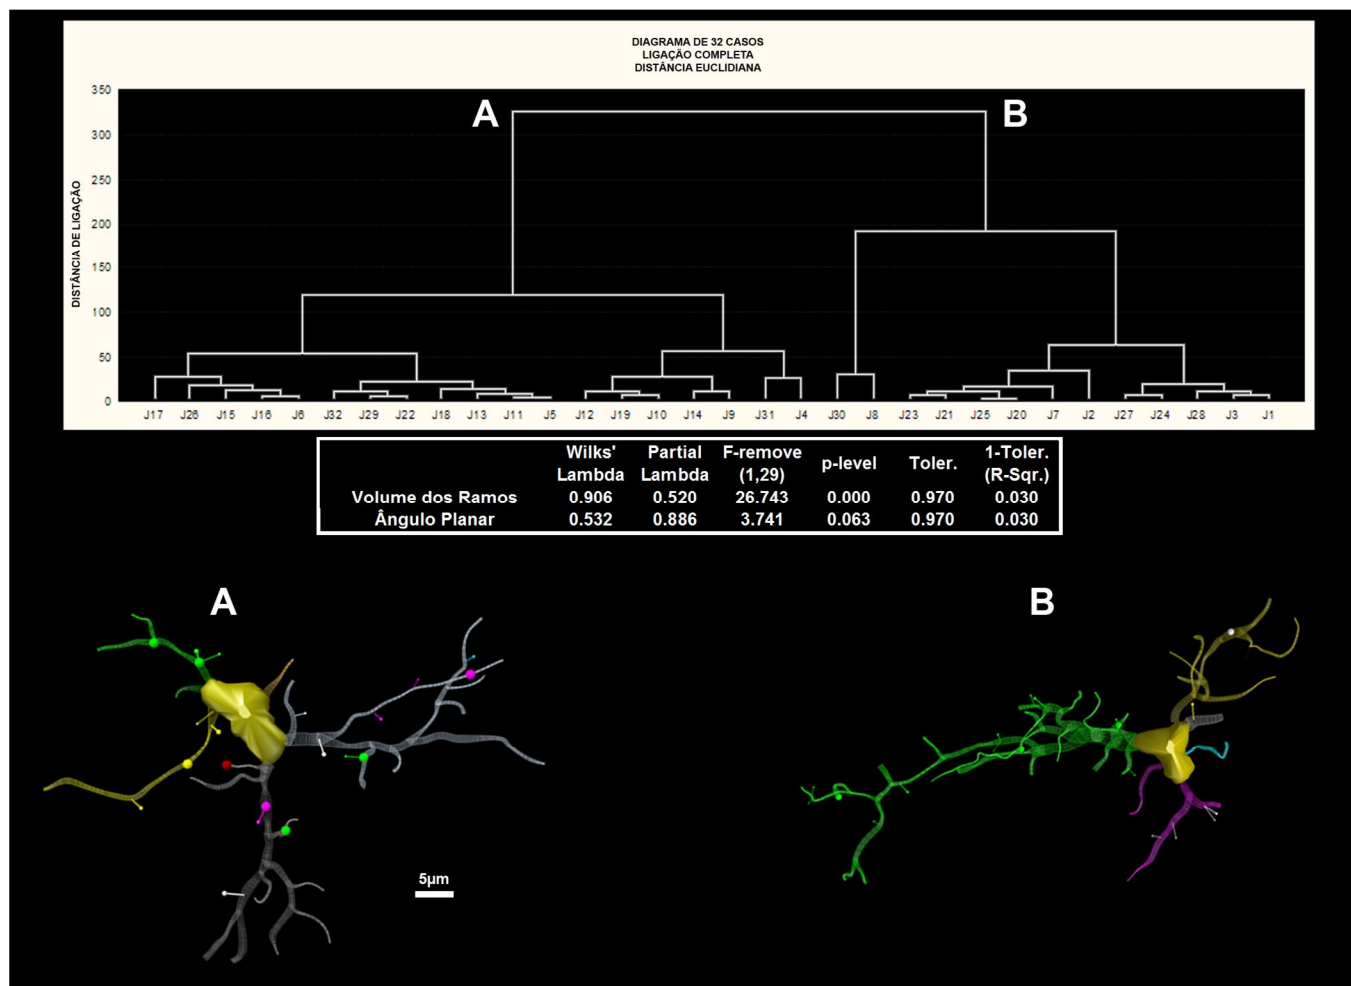 DIAGRAMA DE 32 CASOS
LIGAÇÃO COMPLETA
DISTÂNCIA EUCLIDIANA
A B
DISTÂNCIA DE LIGAÇÃO
350
300
250
200
150
100
50
0
J17 J26 J15 J16 J6 J32 J29 J22 J18 J13 J11 J5 J12 J19 J10 J14 J9 J31 J4 J30 J8 J23 J21 J25 J20 J7 J2 J27 J24 J28 J3 J1
Wilks' Partial F-remove
Lambda Lambda (1,29) p-level Toler. 1-Toler. (R-Sqr.)
Volume dos Ramos 0.906 0.520 26.743 0.000 0.970 0.030
Ângulo Planar 0.532 0.886 3.741 0.063 0.970 0.030
A B
5µm